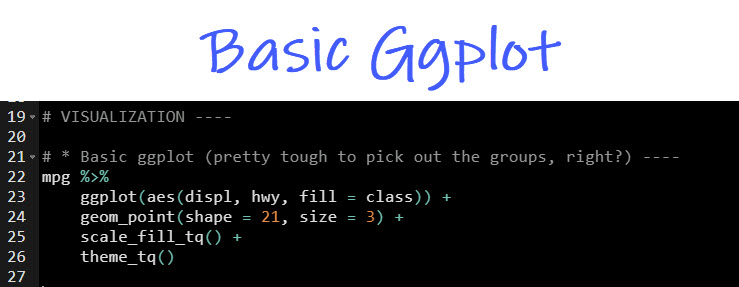 Basic Ggplot
19 # VISUALIZATION ----
20
21 # * Basic ggplot (pretty tough to pick out the groups, right?) ----
22 mpg %>%
23     ggplot(aes(displ, hwy, fill = class)) +
24     geom_point(shape = 21, size = 3) +
25     scale_fill_tq() +
26     theme_tq()
27